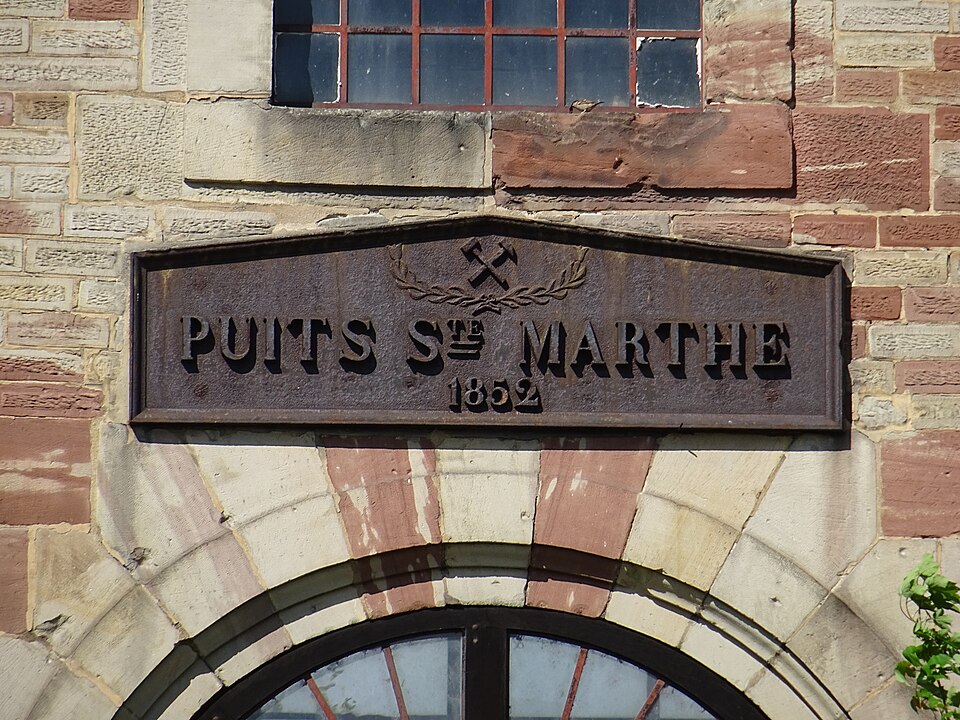 PUITS STE MARTHE
1852